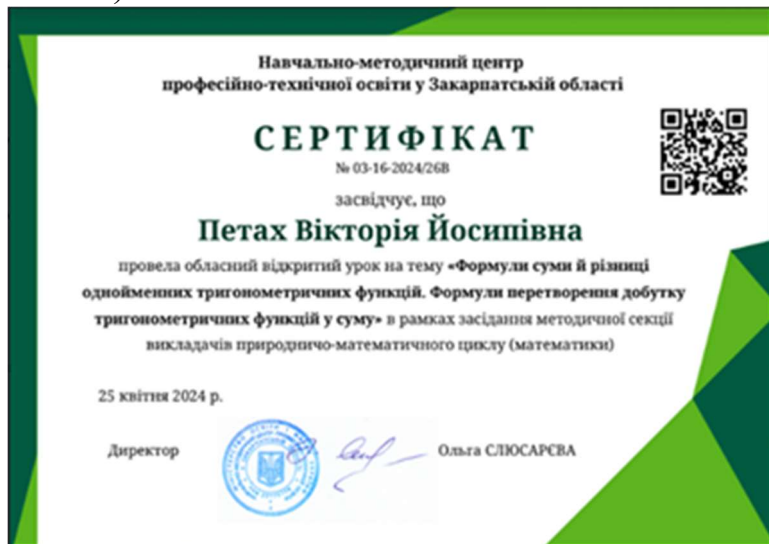 Навчально-методичний центр
професійно-технічної освіти у Закарпатській області
СЕРТИФІКАТ
№ 03-16-2024/26В
засвідчує, що
Петах Вікторія Йосипівна
провела обласний відкритий урок на тему «Формули суми й різниці
однойменних тригонометричних функцій. Формули перетворення добутку
тригонометричних функцій у суму» в рамках засідання методичної секції
викладачів природничо-математичного циклу (математики)
25 квітня 2024 р.
Директор
Ольга СЛЮСАРЄВА